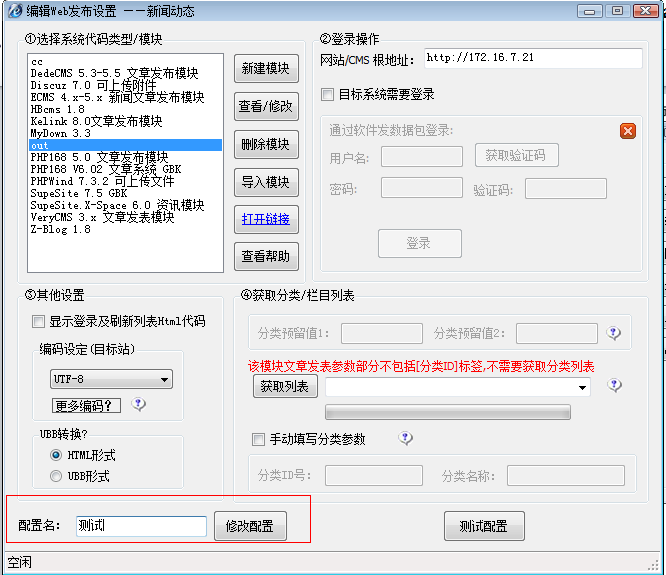 编辑Web发布设置 －－新闻动态
①选择系统代码类型/模块
cc
DedeCMS 5.3-5.5 文章发布模块
Discuz 7.0 可上传附件
ECMS 4.x-5.x 新闻文章发布模块
HBcms 1.8
Kelink 8.0文章发布模块
MyDown 3.3
out
PHP168 5.0 文章发布模块
PHP168 V6.02 文章系统 GBK
PHPWind 7.3.2 可上传文件
SupeSite 7.5 GBK
SupeSite.X-Space 6.0 资讯模块
VeryCMS 3.x 文章发表模块
Z-Blog 1.8
新建模块
查看/修改
删除模块
导入模块
打开链接
查看帮助
②登录操作
网站/CMS 根地址： http://172.16.7.21
目标系统需要登录
通过软件发数据包登录:
用户名: 获取验证码
密码: 验证码:
登录
③其他设置
显示登录及刷新列表Html代码
编码设定(目标站)
UTF-8
更多编码?
UBB转换?
HTML形式
UBB形式
④获取分类/栏目列表
分类预留值1: 分类预留值2:
该模块文章发表参数部分不包括[分类ID]标签,不需要获取分类列表
获取列表
手动填写分类参数
分类ID号: 分类名称:
配置名: 测试 修改配置 测试配置
空闲